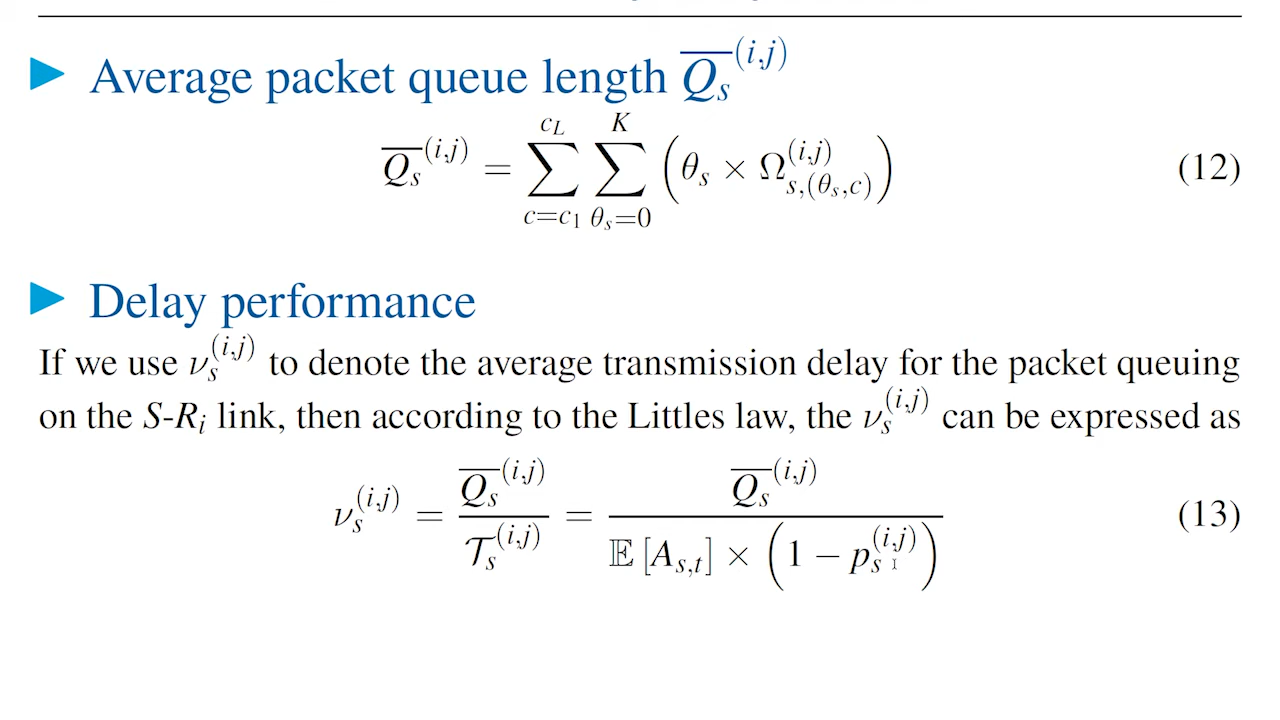 ▶ Average packet queue length $\overline{Q_s}^{(i,j)}$
$\overline{Q_s}^{(i,j)} = \sum_{c=c_1}^{c_L} \sum_{\theta_s=0}^{K} \left( \theta_s \times \Omega_{s,(\theta_s,c)}^{(i,j)} \right)$ (12)
▶ Delay performance
If we use $\nu_s^{(i,j)}$ to denote the average transmission delay for the packet queuing
on the S-R_i link, then according to the Littles law, the $\nu_s^{(i,j)}$ can be expressed as
$\nu_s^{(i,j)} = \frac{\overline{Q_s}^{(i,j)}}{\mathcal{T}_s^{(i,j)}} = \frac{\overline{Q_s}^{(i,j)}}{\mathbb{E}[A_{s,t}] \times \left( 1 - p_s^{(i,j)} \right)}$ (13)